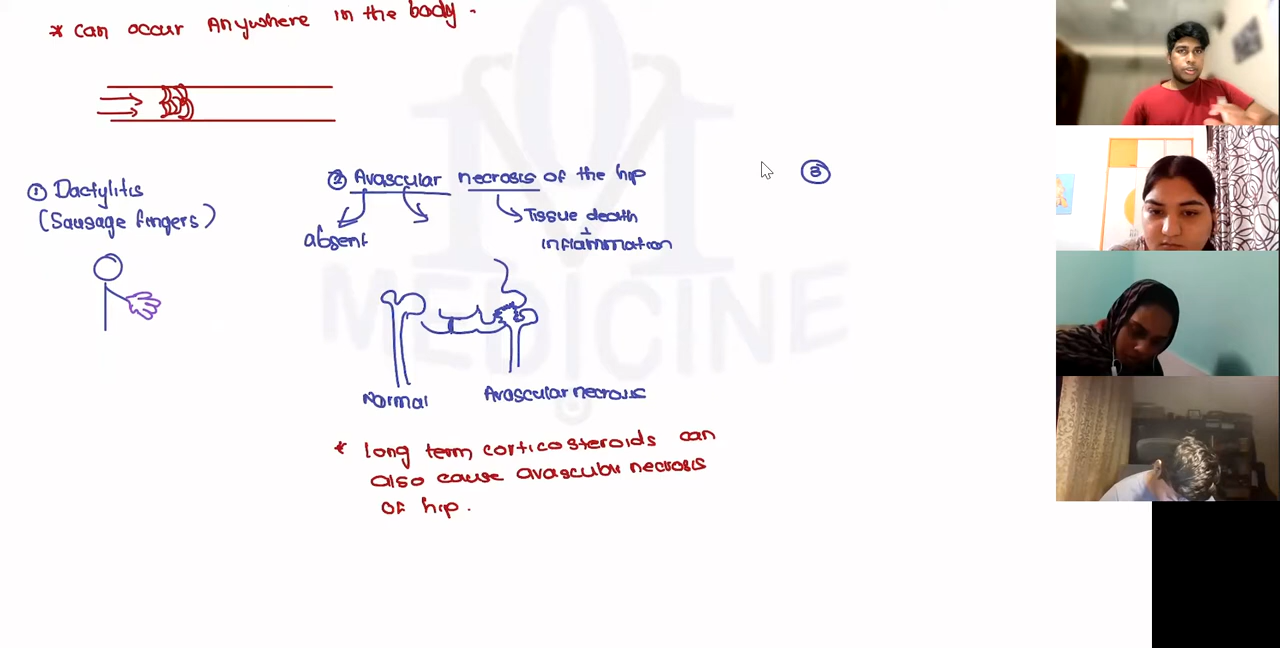 * Can occur Anywhere in the body.
① Dactylitis
(Sausage fingers)
② Avascular necrosis of the hip
absent
Tissue death
+
inflammation
Normal
Avascular necrosis
* long term corticosteroids can
also cause avascular necrosis
of hip.
③
MEDICINE